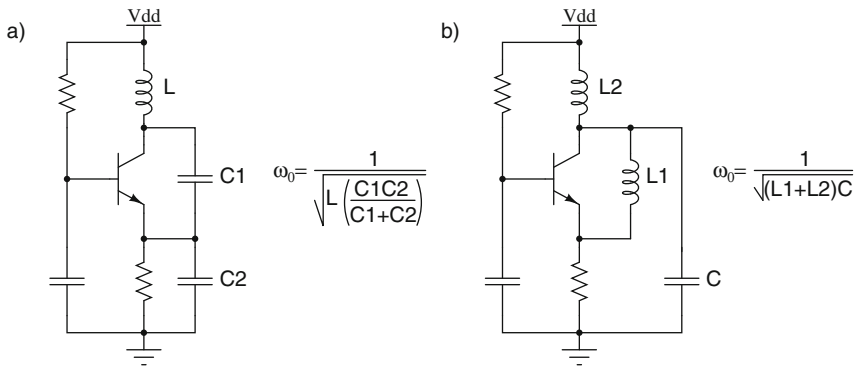 a)
Vdd
L
C1
C2
ω₀= 1 / √(L (C1C2 / C1+C2))
b)
Vdd
L2
L1
C
ω₀= 1 / √((L1+L2)C)